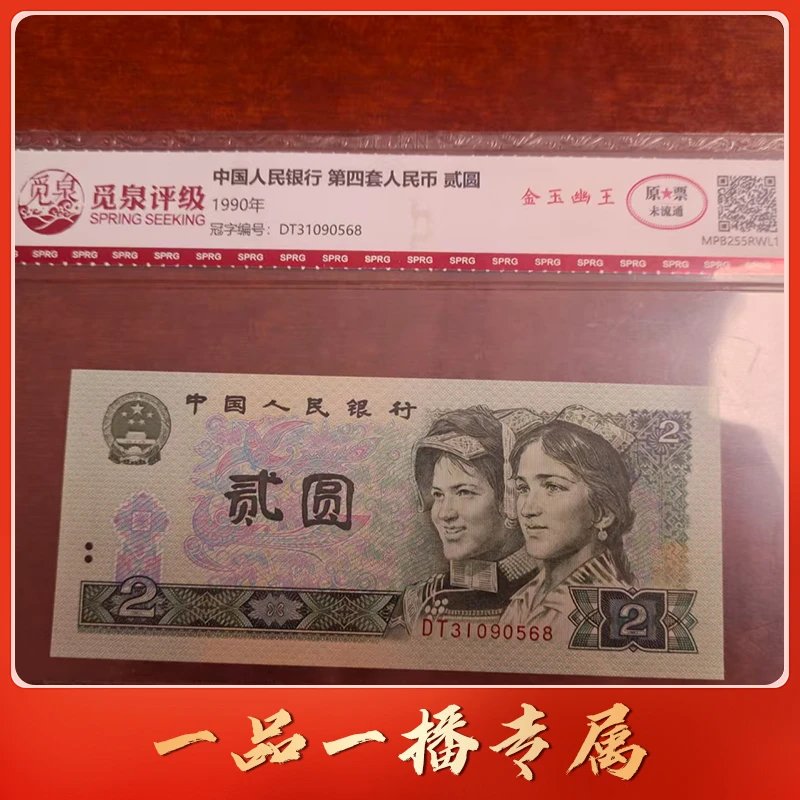 觅泉
觅泉评级
SPRING SEEKING
中国人民银行 第四套人民币 贰圆
1990年
冠字编号: DT31090568
金玉幽王
原★票
未流通
MPB255RWL1
SPRG SPRG SPRG SPRG SPRG SPRG SPRG SPRG SPRG SPRG SPRG SPRG SPRG SPRG SPRG SPRG SPRG SPRG
中国人民银行
2
贰圆
2
DT31090568
2
一品一播专属